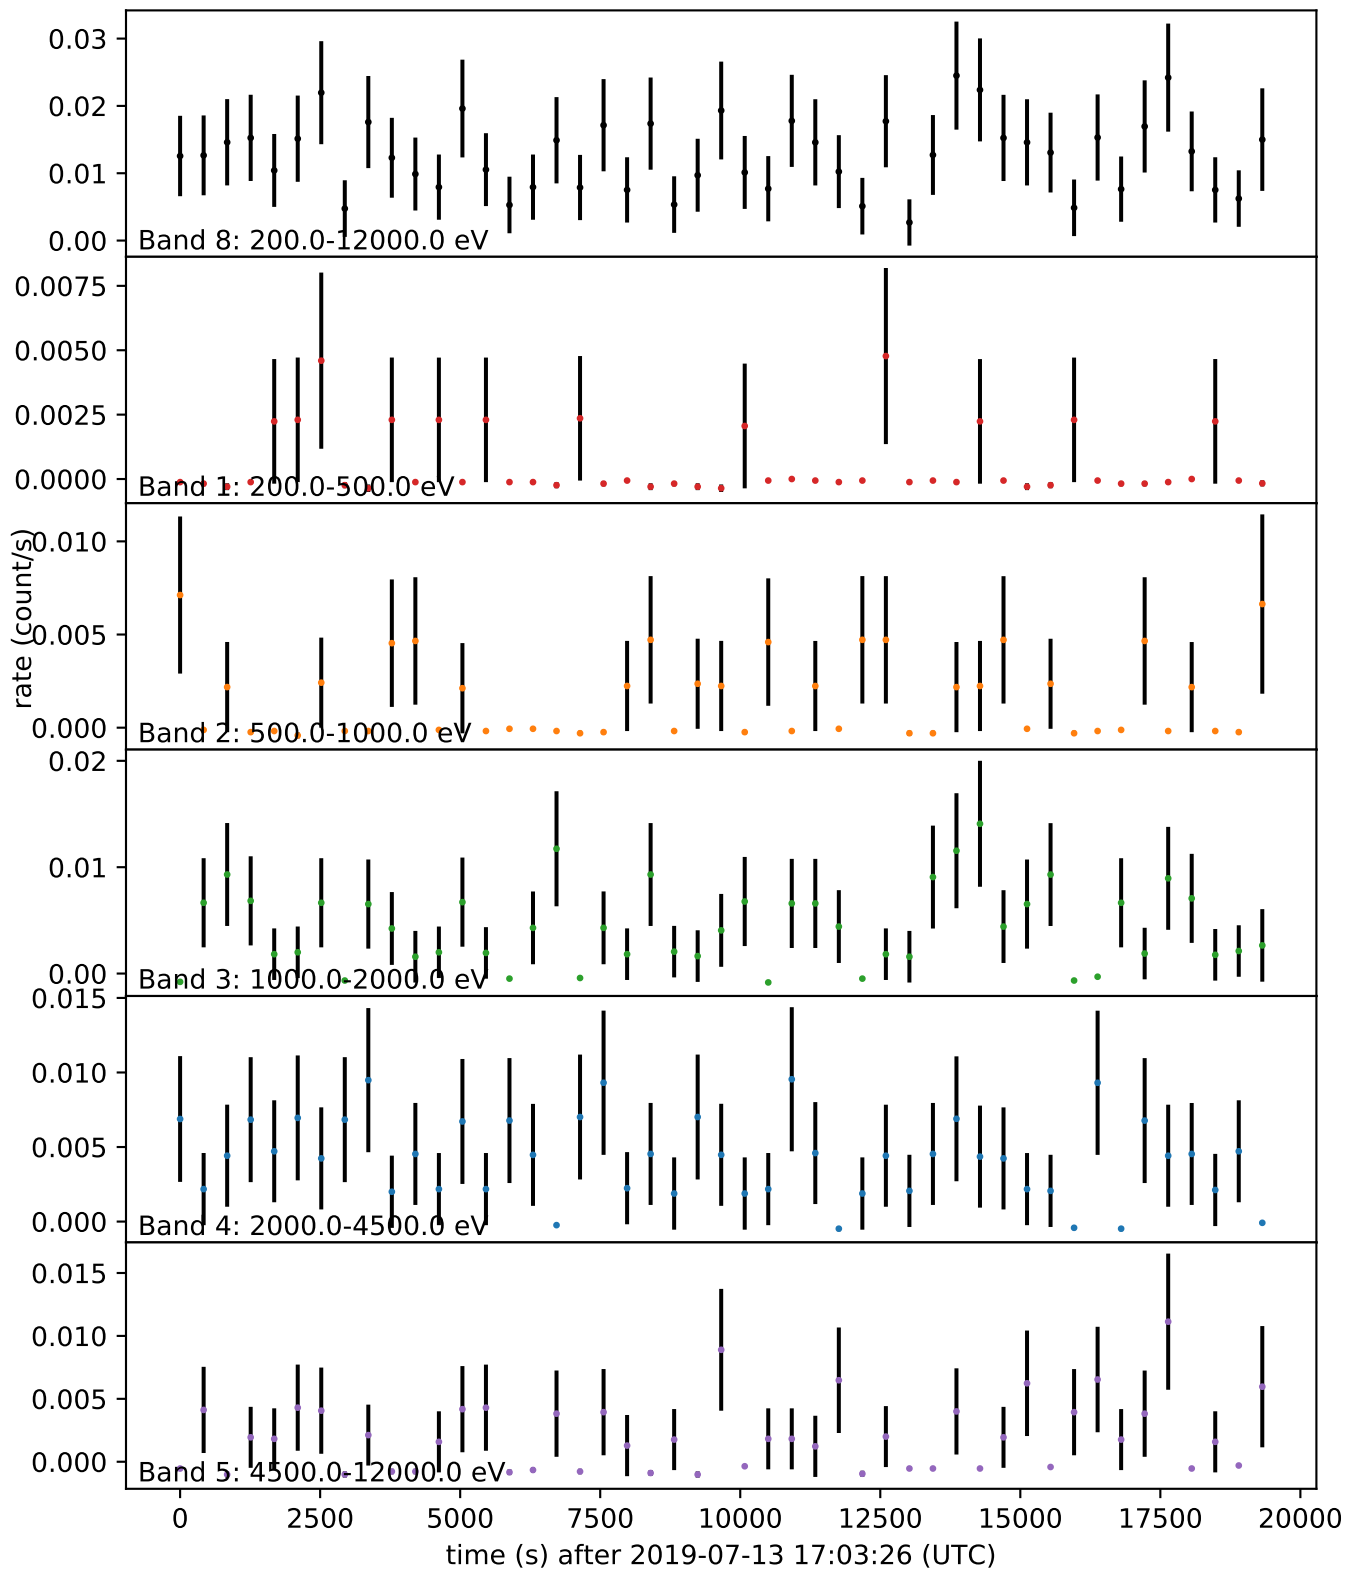 0.03
0.02
0.01
0.00
Band 8: 200.0-12000.0 eV
0.0075
0.0050
0.0025
0.0000
Band 1: 200.0-500.0 eV
rate (count/s)
0.010
0.005
0.000
Band 2: 500.0-1000.0 eV
0.02
0.01
0.00
Band 3: 1000.0-2000.0 eV
0.015
0.010
0.005
0.000
Band 4: 2000.0-4500.0 eV
0.015
0.010
0.005
0.000
Band 5: 4500.0-12000.0 eV
0 2500 5000 7500 10000 12500 15000 17500 20000
time (s) after 2019-07-13 17:03:26 (UTC)